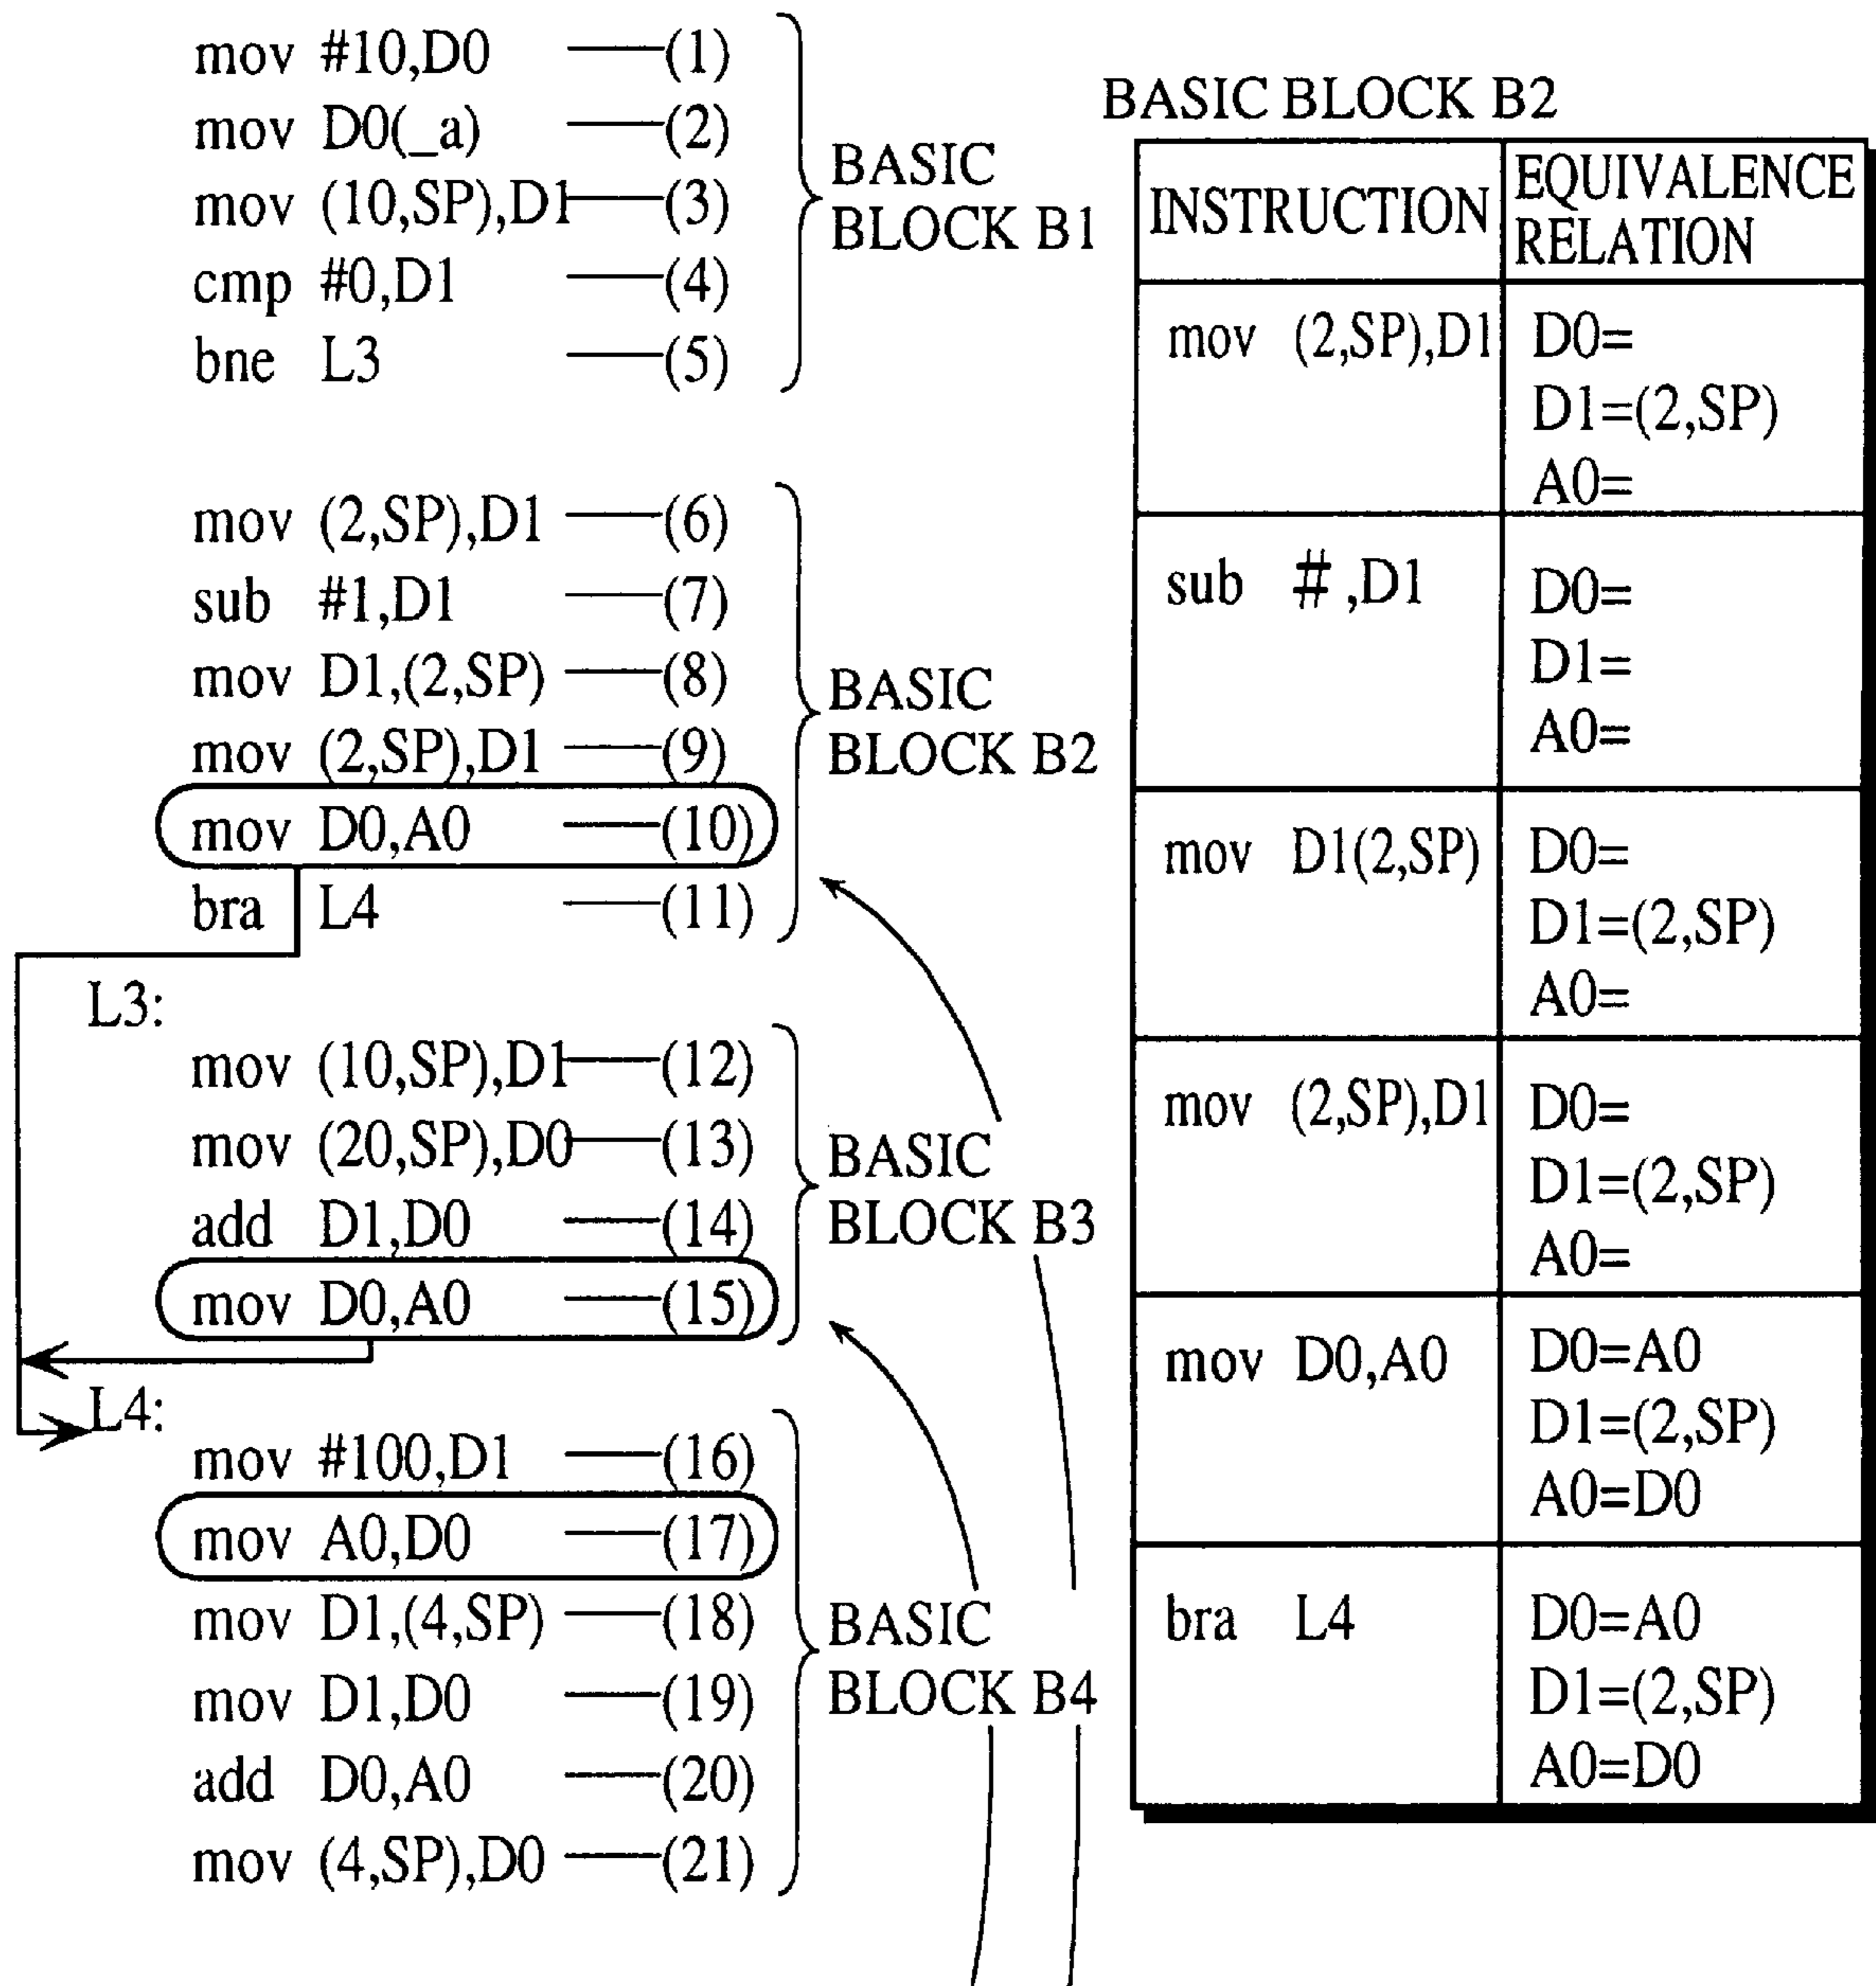 mov #10,D0 (1)
mov D0(_a) (2)
mov (10,SP),D1 (3)
cmp #0,D1 (4)
bne L3 (5)
BASIC
BLOCK B1
mov (2,SP),D1 (6)
sub #1,D1 (7)
mov D1,(2,SP) (8)
mov (2,SP),D1 (9)
mov D0,A0 (10)
bra L4 (11)
BASIC
BLOCK B2
L3:
mov (10,SP),D1 (12)
mov (20,SP),D0 (13)
add D1,D0 (14)
mov D0,A0 (15)
BASIC
BLOCK B3
L4:
mov #100,D1 (16)
mov A0,D0 (17)
mov D1,(4,SP) (18)
mov D1,D0 (19)
add D0,A0 (20)
mov (4,SP),D0 (21)
BASIC
BLOCK B4
BASIC BLOCK B2
INSTRUCTION
EQUIVALENCE
RELATION
mov (2,SP),D1
D0=
D1=(2,SP)
A0=
sub # ,D1
D0=
D1=
A0=
mov D1(2,SP)
D0=
D1=(2,SP)
A0=
mov (2,SP),D1
D0=
D1=(2,SP)
A0=
mov D0,A0
D0=A0
D1=(2,SP)
A0=D0
bra L4
D0=A0
D1=(2,SP)
A0=D0